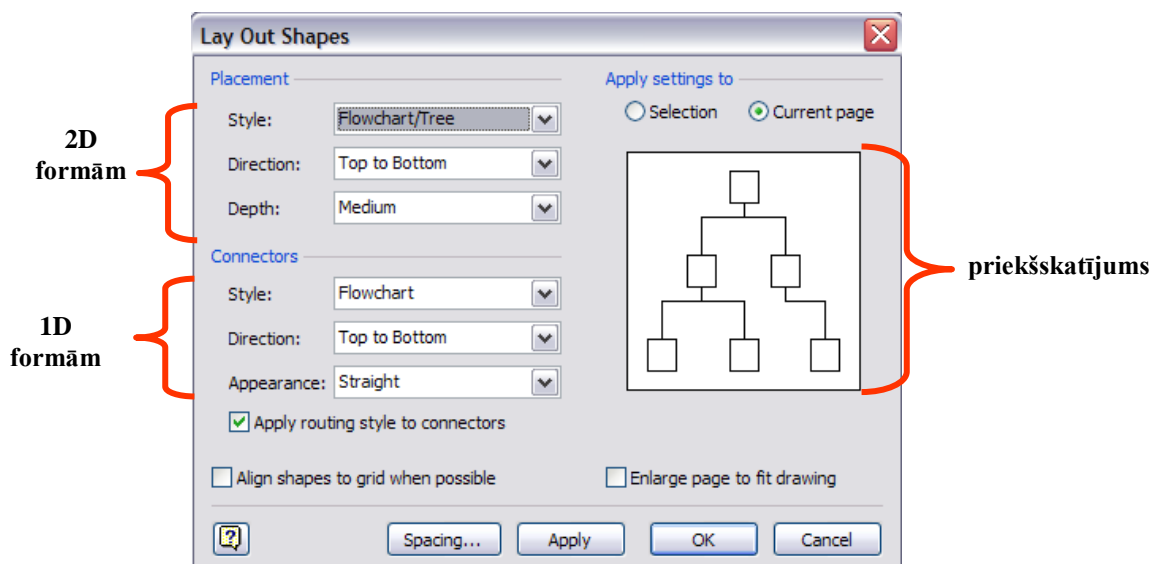 Lay Out Shapes
Placement
Style: Flowchart/Tree
Direction: Top to Bottom
Depth: Medium
Connectors
Style: Flowchart
Direction: Top to Bottom
Appearance: Straight
Apply routing style to connectors
Align shapes to grid when possible
Apply settings to
Selection Current page
Enlarge page to fit drawing
? Spacing... Apply OK Cancel
2D
formām
1D
formām
priekšskatījums